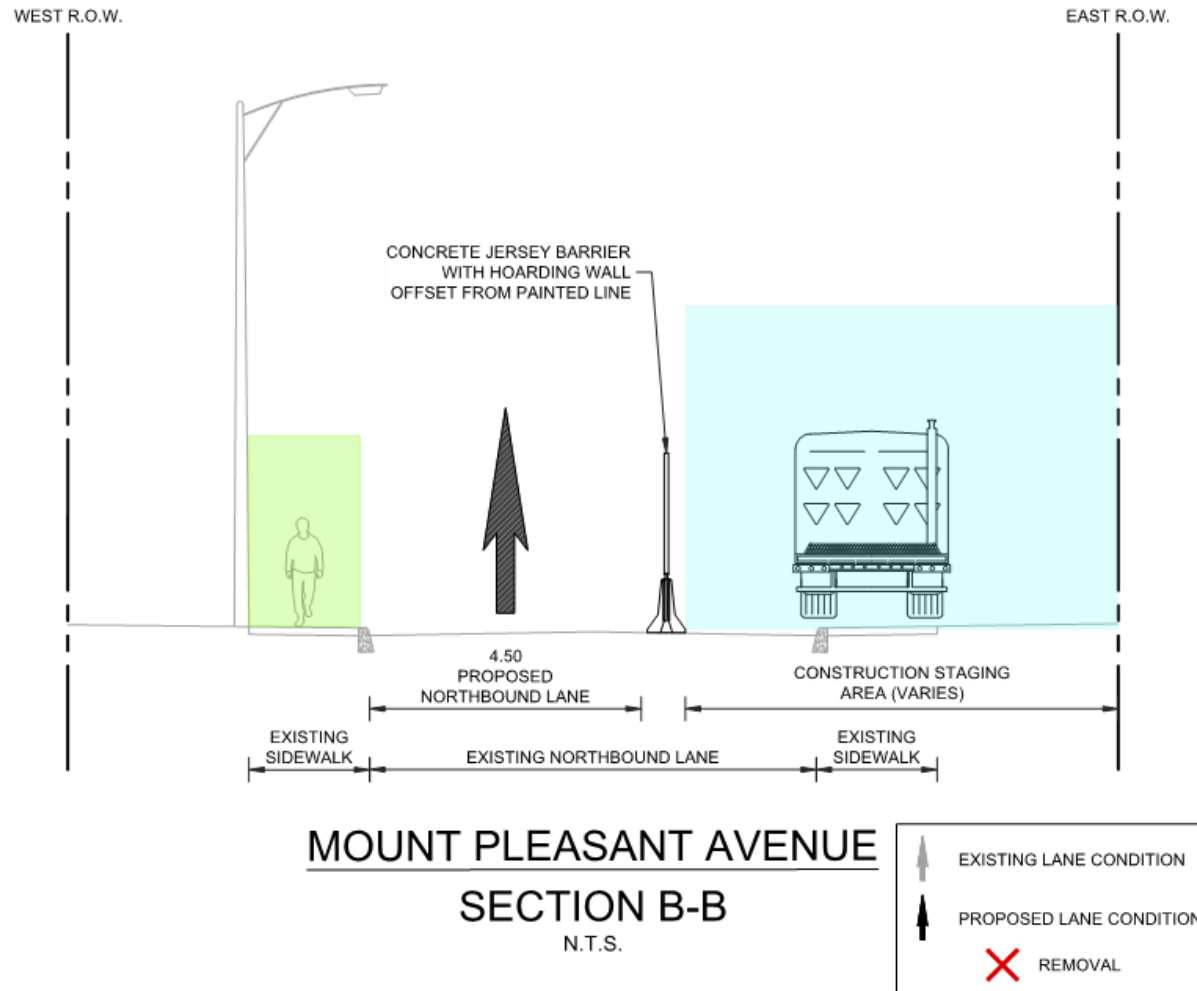 WEST R.O.W.
EAST R.O.W.
CONCRETE JERSEY BARRIER
WITH HOARDING WALL
OFFSET FROM PAINTED LINE
4.50
PROPOSED
NORTHBOUND LANE
CONSTRUCTION STAGING
AREA (VARIES)
EXISTING
SIDEWALK
EXISTING NORTHBOUND LANE
EXISTING
SIDEWALK
MOUNT PLEASANT AVENUE
SECTION B-B
N.T.S.
EXISTING LANE CONDITION
PROPOSED LANE CONDITION
REMOVAL